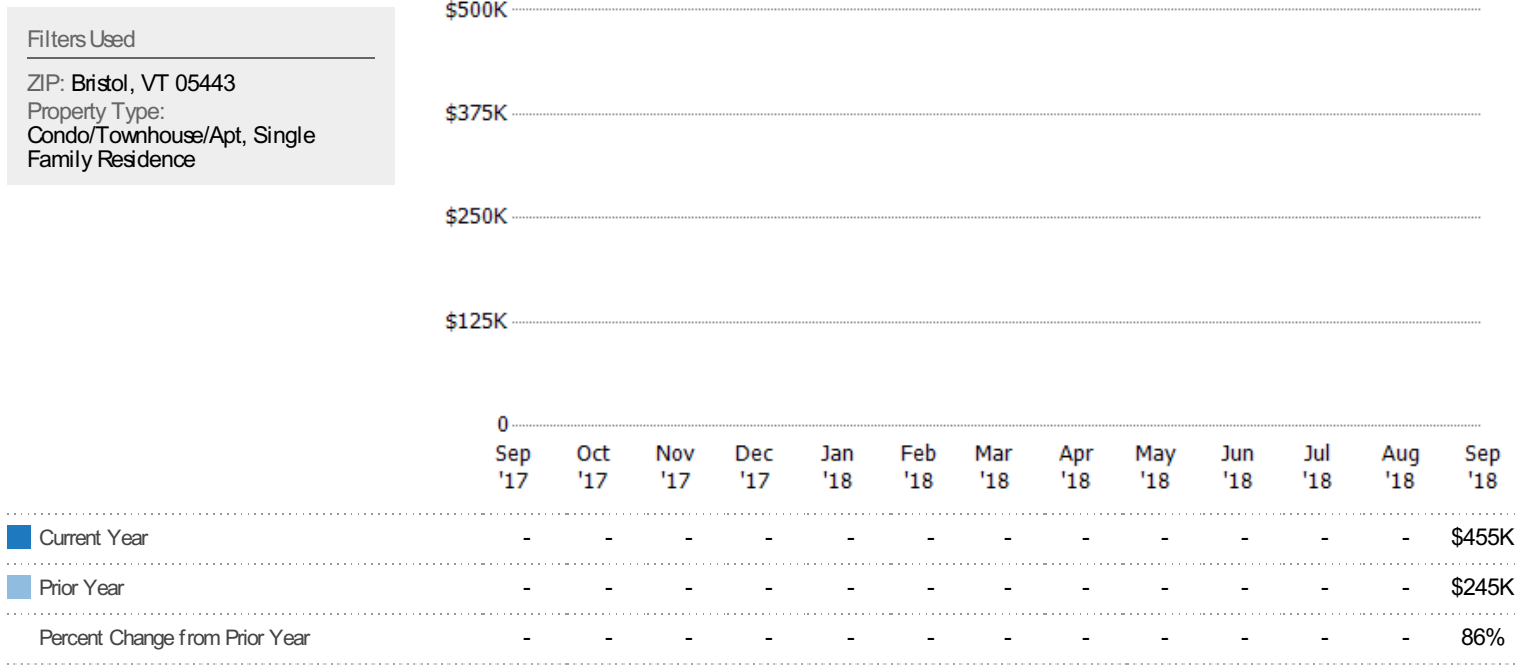 Filters Used
ZIP: Bristol, VT 05443
Property Type:
Condo/Townhouse/Apt, Single
Family Residence
$500K
$375K
$250K
$125K
0
Sep Oct Nov Dec Jan Feb Mar Apr May Jun Jul Aug Sep
'17 '17 '17 '17 '18 '18 '18 '18 '18 '18 '18 '18 '18
Current Year - - - - - - - - - - - - $455K
Prior Year - - - - - - - - - - - - $245K
Percent Change from Prior Year - - - - - - - - - - - - 86%